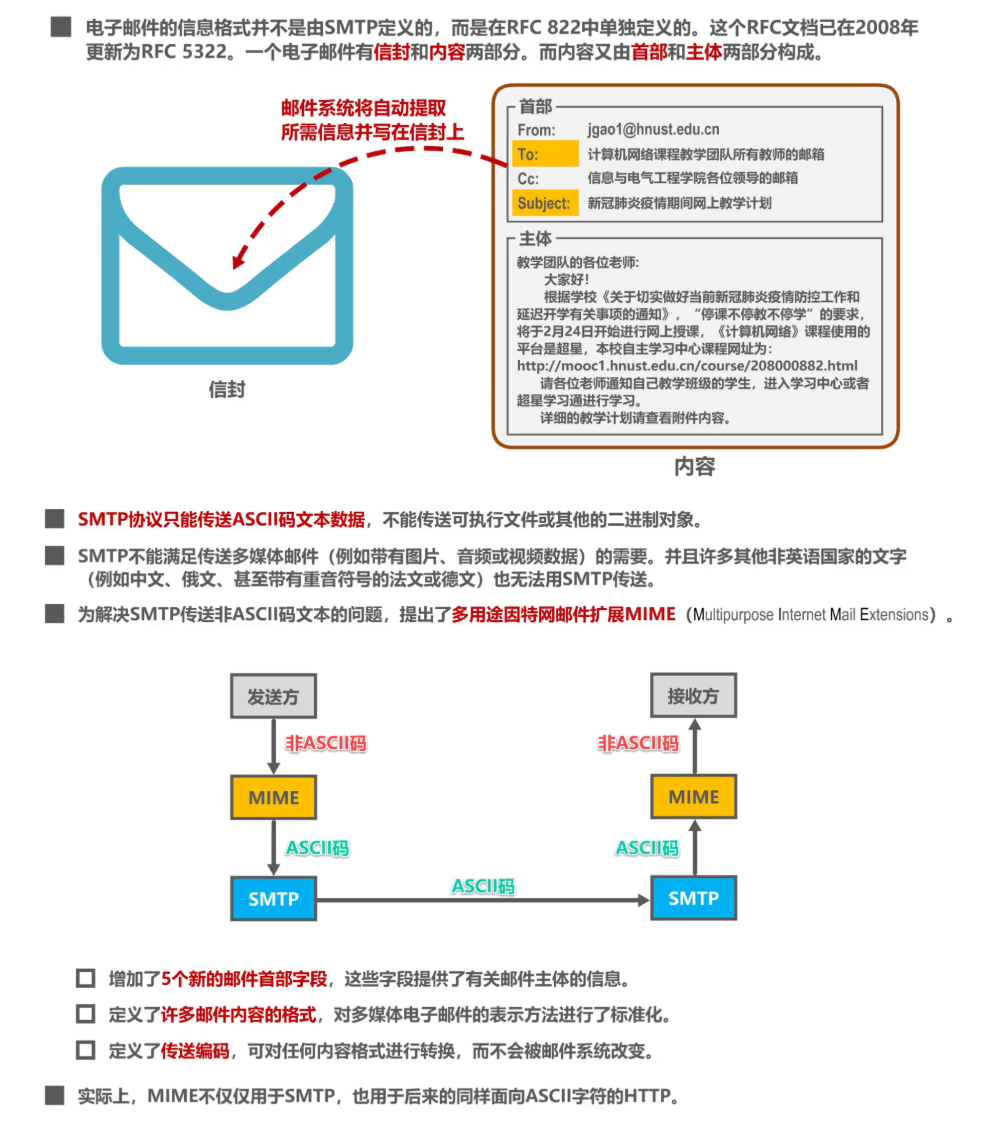 电子邮件的信息格式并不是由SMTP定义的，而是在RFC 822中单独定义的。这个RFC文档已在2008年
更新为RFC 5322。一个电子邮件有信封和内容两部分。而内容又由首部和主体两部分构成。
邮件系统将自动提取
所需信息并写在信封上
信封
首部
From: jgao1@hnust.edu.cn
To: 计算机网络课程教学团队所有教师的邮箱
Cc: 信息与电气工程学院各位领导的邮箱
Subject: 新冠肺炎疫情期间网上教学计划
主体
教学团队的各位老师:
大家好！
根据学校《关于切实做好当前新冠肺炎疫情防控工作和
延迟开学有关事项的通知》，“停课不停教不停学”的要求，
将于2月24日开始进行网上授课，《计算机网络》课程使用的
平台是超星，本校自主学习中心课程网址为：
http://mooc1.hnust.edu.cn/course/208000882.html
请各位老师通知自己教学班级的学生，进入学习中心或者
超星学习通进行学习。
详细的教学计划请查看附件内容。
内容
SMTP协议只能传送ASCII码文本数据，不能传送可执行文件或其他的二进制对象。
SMTP不能满足传送多媒体邮件（例如带有图片、音频或视频数据）的需要。并且许多其他非英语国家的文字
（例如中文、俄文、甚至带有重音符号的法文或德文）也无法用SMTP传送。
为解决SMTP传送非ASCII码文本的问题，提出了多用途因特网邮件扩展MIME（Multipurpose Internet Mail Extensions）。
发送方
接收方
非ASCII码
非ASCII码
MIME
MIME
ASCII码
ASCII码
ASCII码
SMTP
SMTP
增加了5个新的邮件首部字段，这些字段提供了有关邮件主体的信息。
定义了许多邮件内容的格式，对多媒体电子邮件的表示方法进行了标准化。
定义了传送编码，可对任何内容格式进行转换，而不会被邮件系统改变。
实际上，MIME不仅仅用于SMTP，也用于后来的同样面向ASCII字符的HTTP。